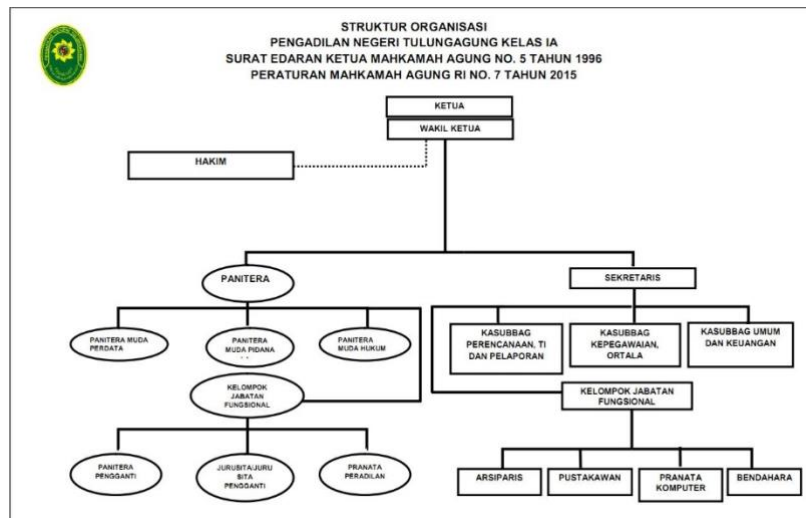 STRUKTUR ORGANISASI
PENGADILAN NEGERI TULUNGAGUNG KELAS IA
SURAT EDARAN KETUA MAHKAMAH AGUNG NO. 5 TAHUN 1996
PERATURAN MAHKAMAH AGUNG RI NO. 7 TAHUN 2015
KETUA
WAKIL KETUA
HAKIM
PANITERA
SEKRETARIS
PANITERA MUDA
PERDATA
PANITERA
MUDA PIDANA
PANITERA
MUDA HUKUM
KASUBBAG
PERENCANAAN, TI
DAN PELAPORAN
KASUBBAG
KEPEGAWAIAN,
ORTALA
KASUBBAG UMUM
DAN KEUANGAN
KELOMPOK
JABATAN
FUNGSIONAL
KELOMPOK JABATAN
FUNGSIONAL
PANITERA
PENGGANTI
JURUSITA/JURU
SITA
PENGGANTI
PRANATA
PERADILAN
ARSIPARIS
PUSTAKAWAN
PRANATA
KOMPUTER
BENDAHARA